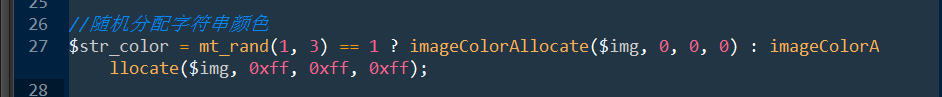 25
26 //随机分配字符串颜色
27 $str_color = mt_rand(1, 3) == 1 ? imageColorAllocate($img, 0, 0, 0) : imageColorA
llocate($img, 0xff, 0xff, 0xff);
28